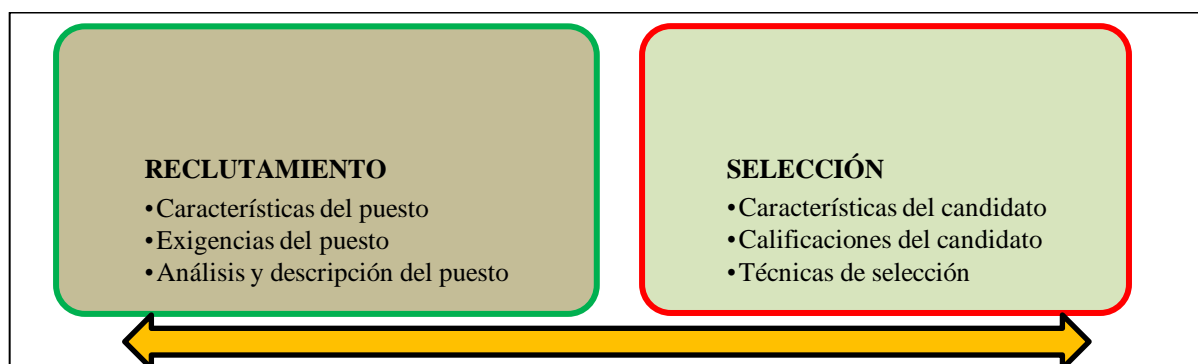 RECLUTAMIENTO
•Características del puesto
•Exigencias del puesto
•Análisis y descripción del puesto
SELECCIÓN
•Características del candidato
•Calificaciones del candidato
•Técnicas de selección